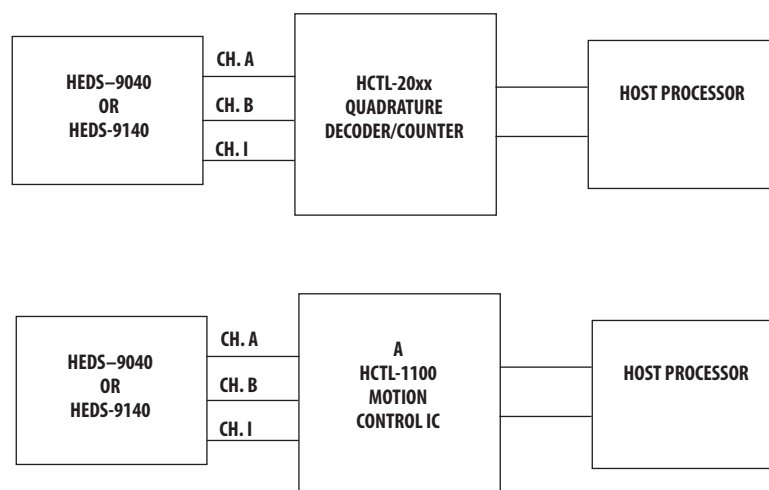 HEDS–9040
OR
HEDS-9140
CH. A
CH. B
CH. I
HCTL-20xx
QUADRATURE
DECODER/COUNTER
HOST PROCESSOR
HEDS–9040
OR
HEDS-9140
CH. A
CH. B
CH. I
A
HCTL-1100
MOTION
CONTROL IC
HOST PROCESSOR